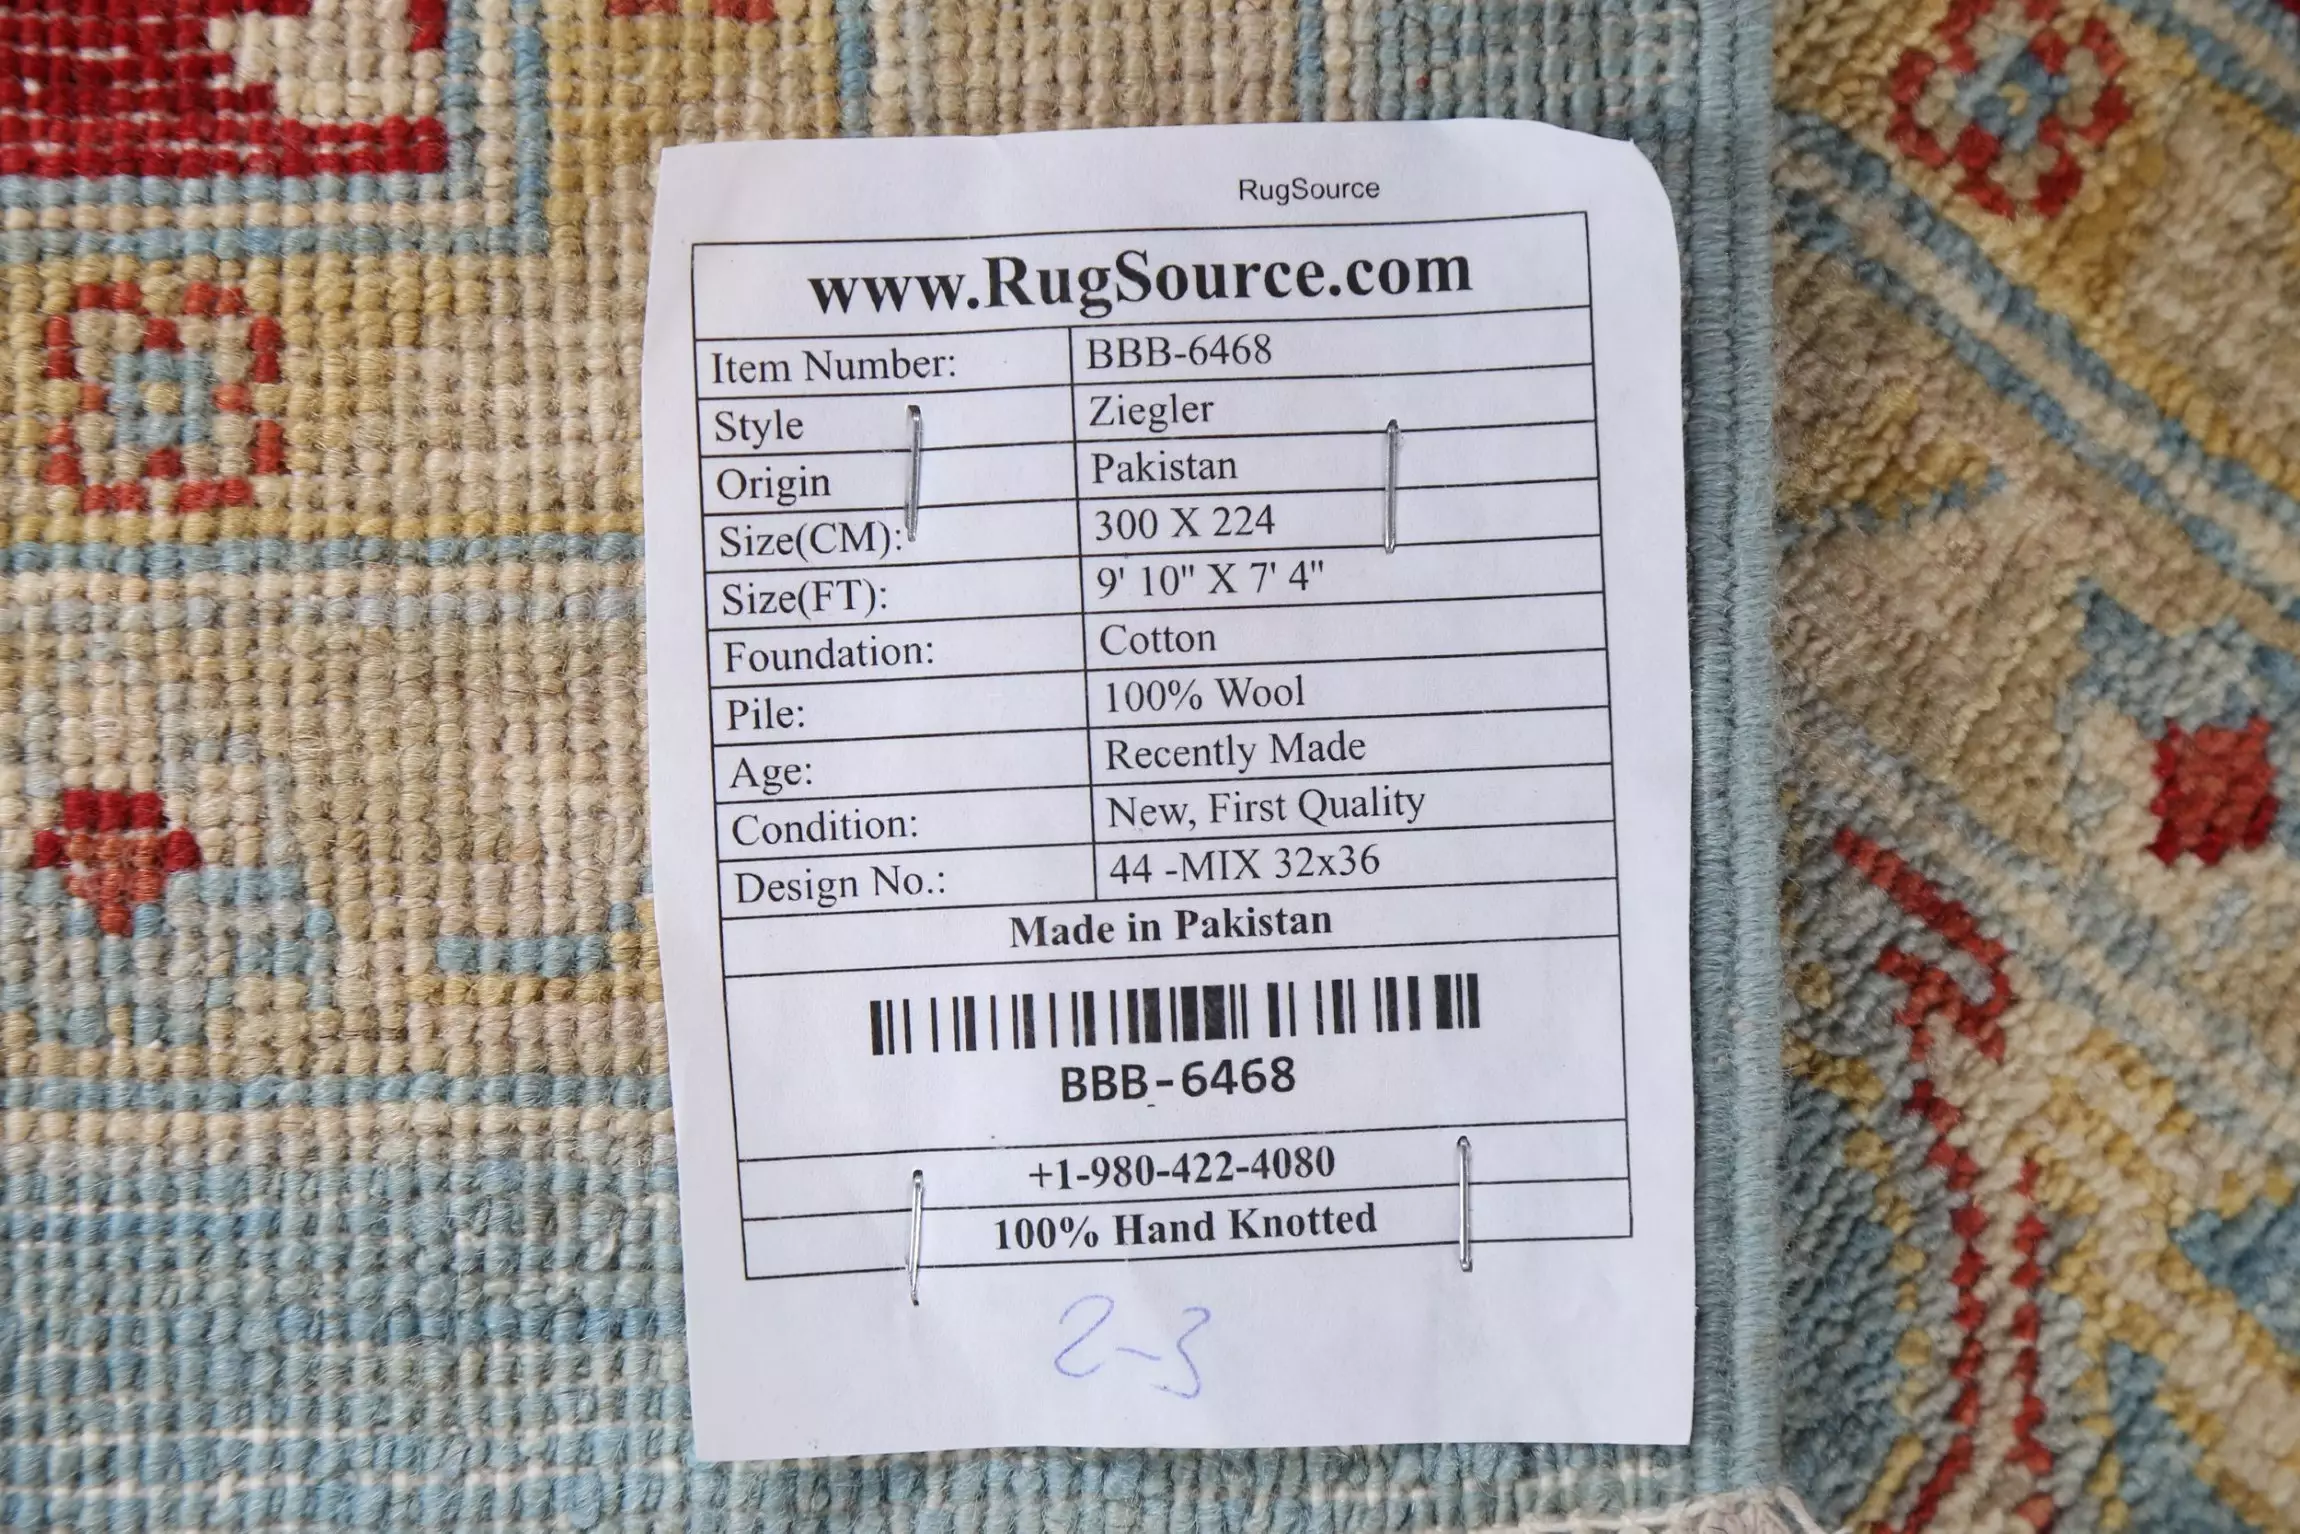 RugSource
www.RugSource.com
Item Number: BBB-6468
Style Ziegler
Origin Pakistan
Size(CM): 300 X 224
Size(FT): 9' 10" X 7' 4"
Foundation: Cotton
Pile: 100% Wool
Age: Recently Made
Condition: New, First Quality
Design No.: 44 -MIX 32x36
Made in Pakistan
BBB-6468
+1-980-422-4080
100% Hand Knotted
2-3